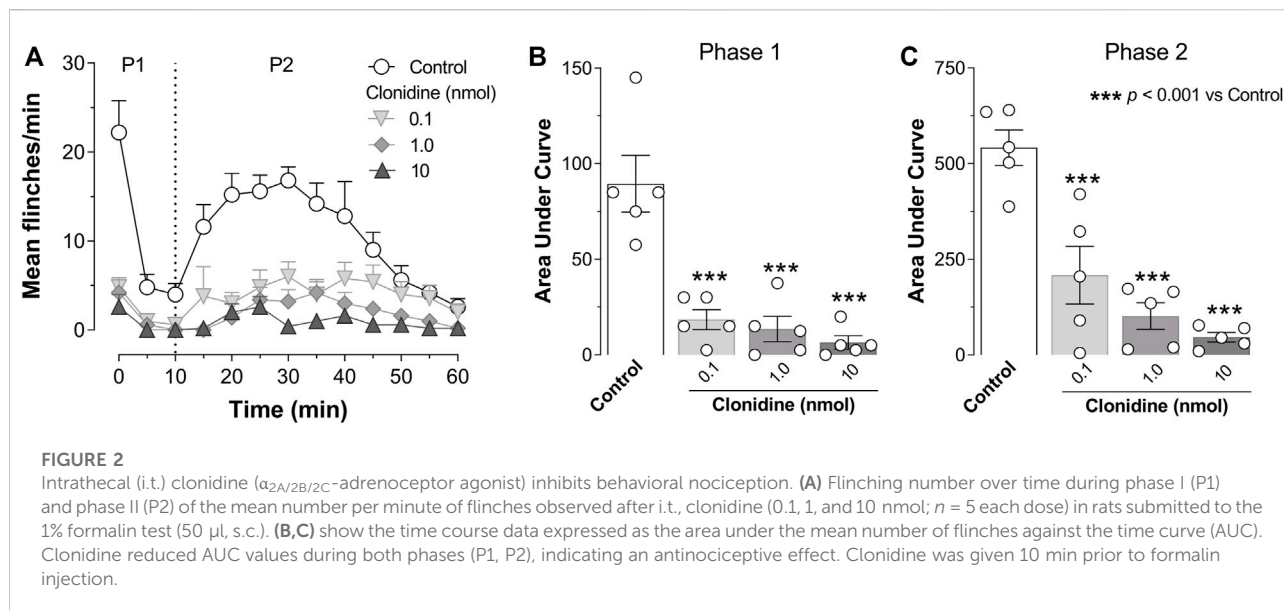 A
P1
P2
30
20
10
0
Mean flinches/min
0
10
20
30
40
50
60
Time (min)
Control
Clonidine (nmol)
0.1
1.0
10
B
Phase 1
150
100
50
0
Area Under Curve
***
***
***
Control
0.1
1.0
10
Clonidine (nmol)
C
Phase 2
*** p < 0.001 vs Control
750
500
250
0
Area Under Curve
***
***
***
Control
0.1
1.0
10
Clonidine (nmol)
FIGURE 2
Intrathecal (i.t.) clonidine (α2A/2B/2C-adrenoceptor agonist) inhibits behavioral nociception. (A) Flinching number over time during phase I (P1)
and phase II (P2) of the mean number per minute of flinches observed after i.t., clonidine (0.1, 1, and 10 nmol; n = 5 each dose) in rats submitted to the
1% formalin test (50 µl, s.c.). (B,C) show the time course data expressed as the area under the mean number of flinches against the time curve (AUC).
Clonidine reduced AUC values during both phases (P1, P2), indicating an antinociceptive effect. Clonidine was given 10 min prior to formalin
injection.